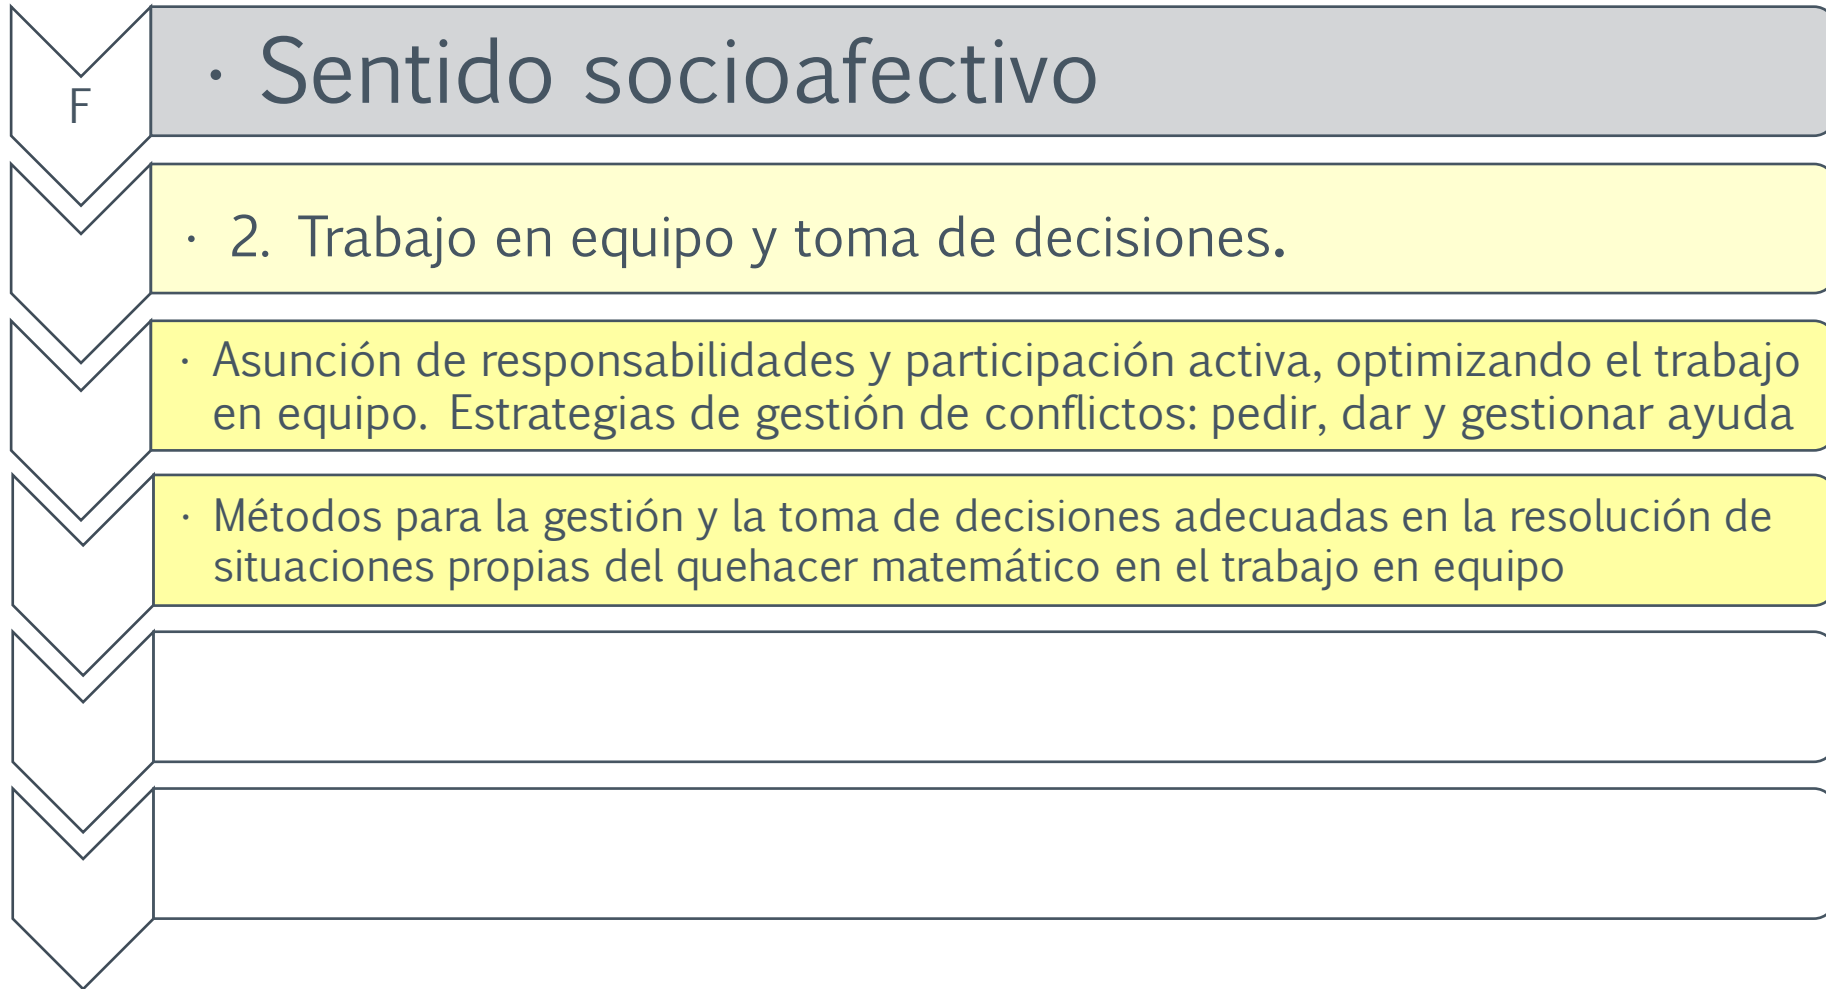 F
· Sentido socioafectivo
· 2. Trabajo en equipo y toma de decisiones.
· Asunción de responsabilidades y participación activa, optimizando el trabajo
en equipo. Estrategias de gestión de conflictos: pedir, dar y gestionar ayuda
· Métodos para la gestión y la toma de decisiones adecuadas en la resolución de
situaciones propias del quehacer matemático en el trabajo en equipo